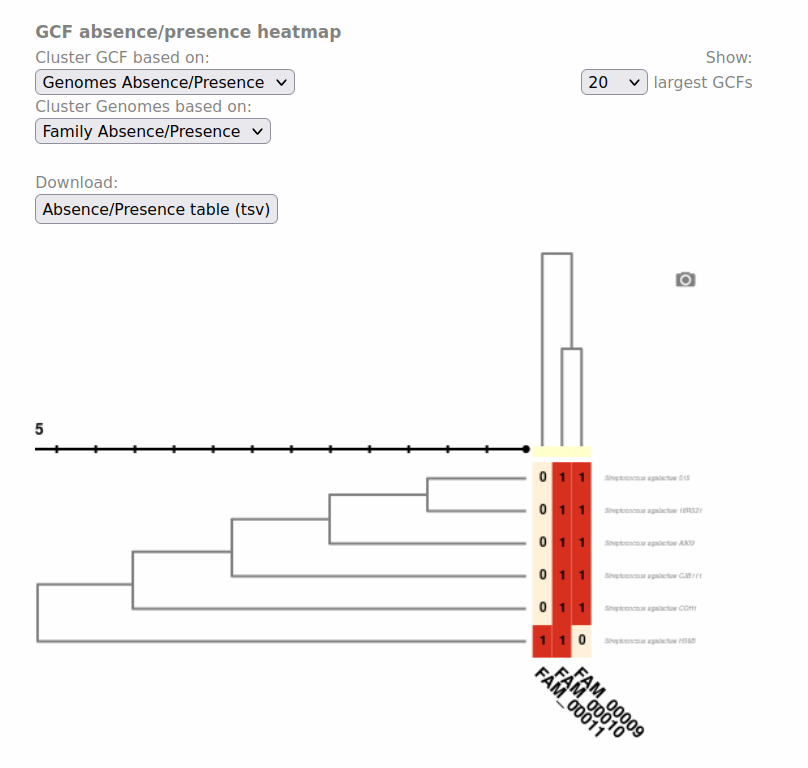 GCF absence/presence heatmap
Cluster GCF based on:
Show:
Genomes Absence/Presence
20 largest GCFs
Cluster Genomes based on:
Family Absence/Presence
Download:
Absence/Presence table (tsv)
5
0 1 1 Streptococcus agalactiae 515
0 1 1 Streptococcus agalactiae
0 1 1 Streptococcus agalactiae A909
0 1 1 Streptococcus agalactiae CJB111
0 1 1 Streptococcus agalactiae COH1
1 1 0 Streptococcus agalactiae H36B
FAM_00011
FAM_00010
FAM_00009